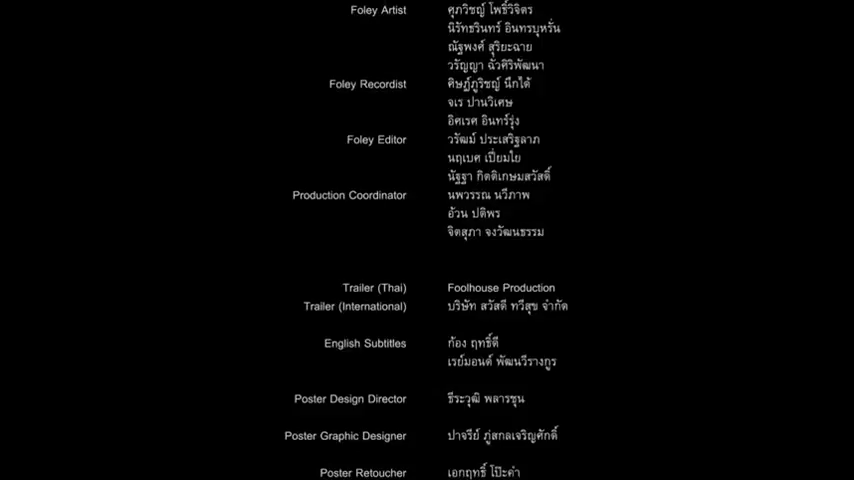 Foley Artist ศุภวิชญ์ โพธิ์วิจิตร
นิรัทธรินทร์ อินทรบุหรั่น
ณัฐพงศ์ สุริยะฉาย
วรัญญา ฉัวศิริพัฒนา
Foley Recordist ศิษฏ์ภูริชญ์ นึกได้
จเร ปานวิเศษ
อิศเรศ อินทร์รุ่ง
Foley Editor วรัฒม์ ประเสริฐลาภ
นฤเบศ เปี่ยมใย
นัฐฐา กิตติเกษมสวัสดิ์
Production Coordinator นพวรรณ นวีภาพ
อ้วน ปติพร
จิตสุภา จงวัฒนธรรม
Trailer (Thai) Foolhouse Production
Trailer (International) บริษัท สวัสดี ทวีสุข จำกัด
English Subtitles ก้อง ฤทธิ์ดี
เรย์มอนด์ พัฒนวีรางกูร
Poster Design Director ธีระวุฒิ พลารชุน
Poster Graphic Designer ปาจรีย์ ภู่สกลเจริญศักดิ์
Poster Retoucher เอกฤทธิ์ โป๊ะคำ